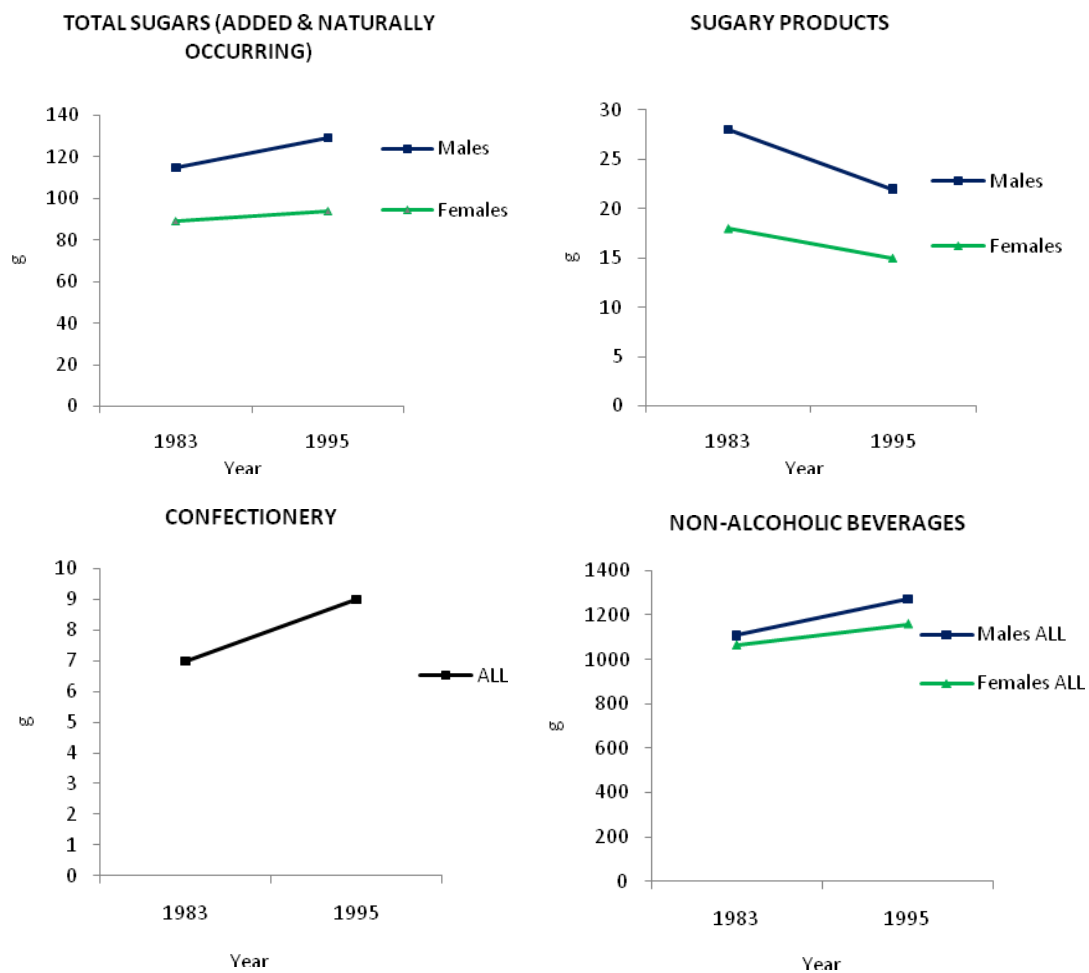 TOTAL SUGARS (ADDED & NATURALLY
OCCURRING)
140
120
100
80
60
40
20
0
g
1983
1995
Year
Males
Females
SUGARY PRODUCTS
30
25
20
15
10
5
0
g
1983
1995
Year
Males
Females
CONFECTIONERY
10
9
8
7
6
5
4
3
2
1
0
g
1983
1995
Year
ALL
NON-ALCOHOLIC BEVERAGES
1400
1200
1000
800
600
400
200
0
g
1983
1995
Year
Males ALL
Females ALL